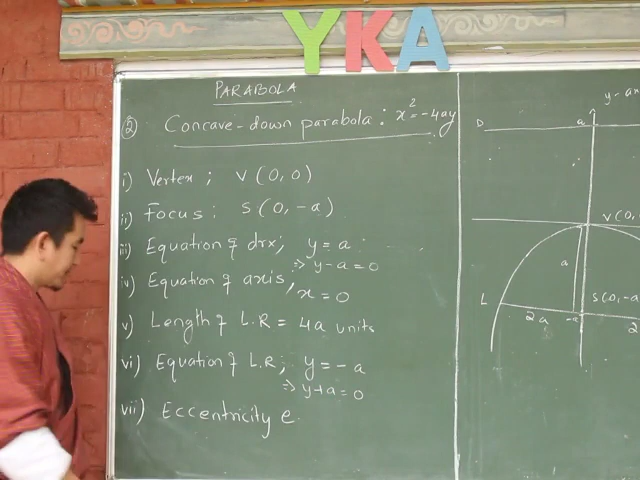 YKA
PARABOLA
② Concave-down parabola: x² = -4ay
i) Vertex; V(0, 0)
ii) Focus: S(0, -a)
iii) Equation of drx; y = a
⇒ y-a = 0
iv) Equation of axis, x = 0
v) Length of L.R = 4a units
vi) Equation of L.R; y = -a
⇒ y+a = 0
vii) Eccentricity e
D
a
V(0,
a
L
S(0, -a
2a
-a
2